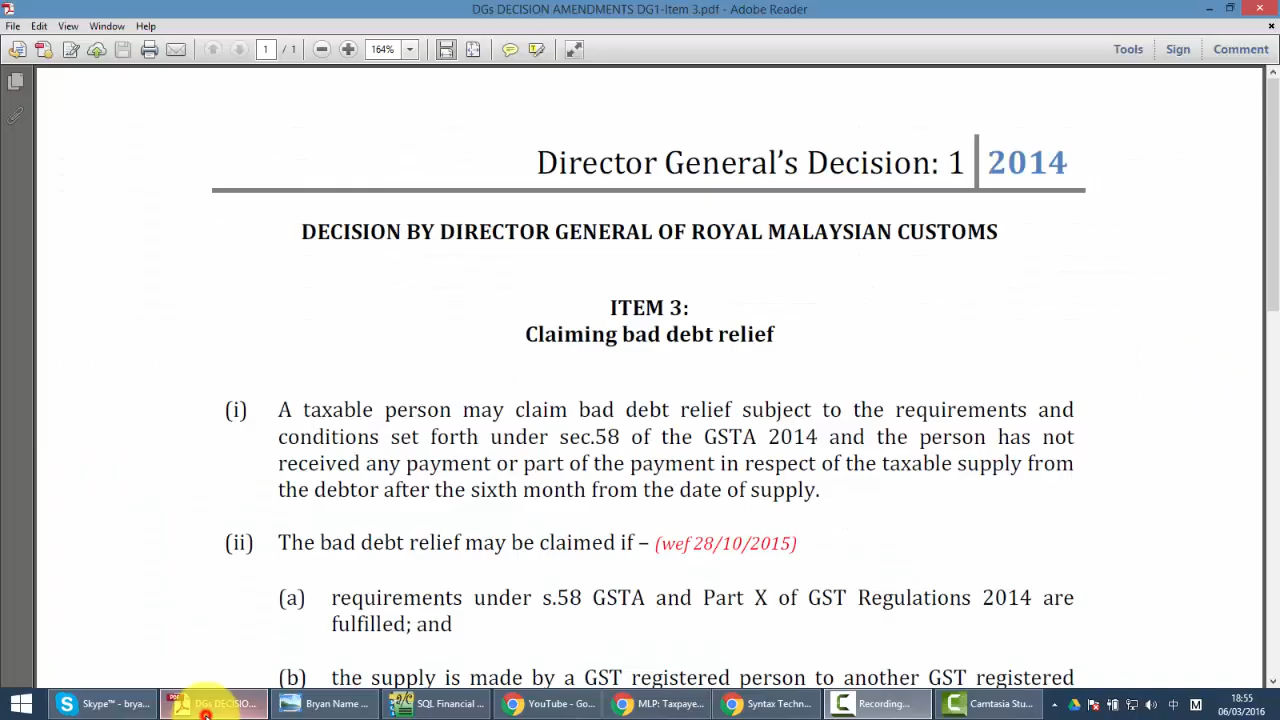 DGs DECISION AMENDMENTS DG1-Item 3.pdf - Adobe Reader
File Edit View Window Help
1 / 1 164% Tools Sign Comment
Director General's Decision: 1 2014
DECISION BY DIRECTOR GENERAL OF ROYAL MALAYSIAN CUSTOMS
ITEM 3:
Claiming bad debt relief
(i) A taxable person may claim bad debt relief subject to the requirements and
conditions set forth under sec.58 of the GSTA 2014 and the person has not
received any payment or part of the payment in respect of the taxable supply from
the debtor after the sixth month from the date of supply.
(ii) The bad debt relief may be claimed if – (wef 28/10/2015)
(a) requirements under s.58 GSTA and Part X of GST Regulations 2014 are
fulfilled; and
(b) the supply is made by a GST registered person to another GST registered
Skype™ - brya... DGs DECISIO... Bryan Name ... SQL Financial ... YouTube - Go... MLP: Taxpaye... Syntax Techn... Recording... Camtasia Stu... 中 M 18:55
06/03/2016